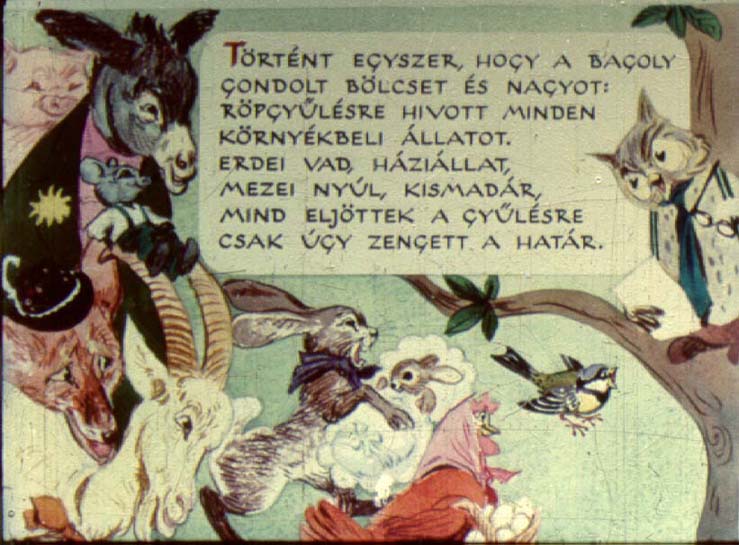 TÖRTÉNT EGYSZER, HOGY A BAGOLY
GONDOLT BÖLCSET ÉS NAGYOT:
RÖPGYŰLÉSRE HIVOTT MINDEN
KÖRNYÉKBELI ÁLLATOT.
ERDEI VAD, HÁZIÁLLAT,
MEZEI NYÚL, KISMADÁR,
MIND ELJÖTTEK A GYŰLÉSRE
CSAK ÚGY ZENGETT A HATÁR.